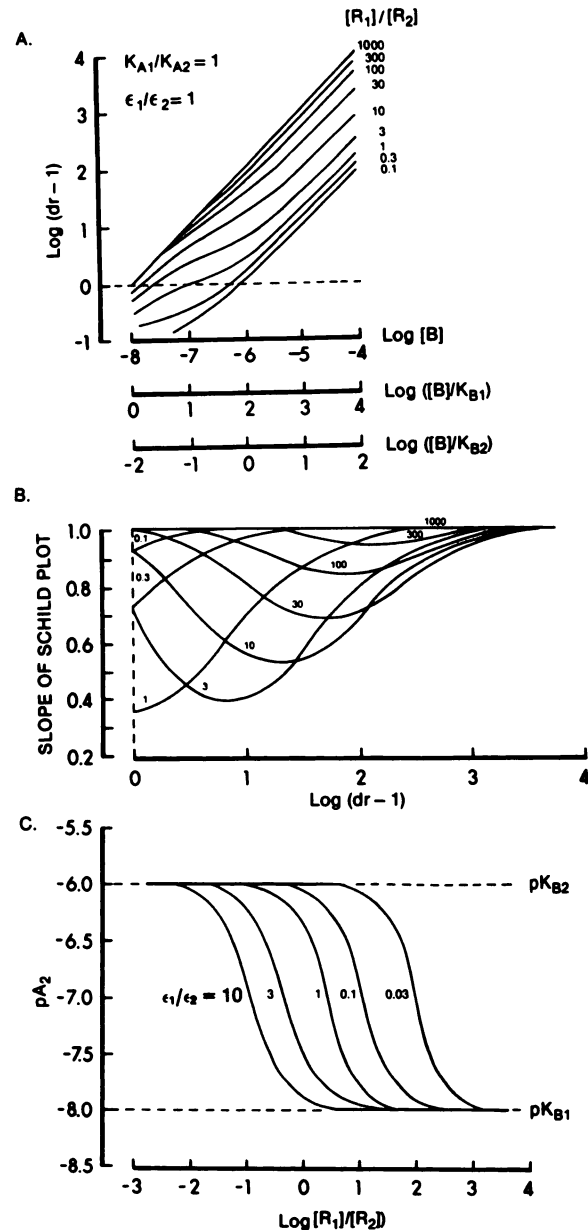 A.
[R1]/[R2]
KA1/KA2 = 1
ϵ1/ϵ2 = 1
Log (dr – 1)
4
3
2
1
0
-1
1000
300
100
30
10
3
1
0.3
0.1
-8 -7 -6 -5 -4
Log [B]
0 1 2 3 4
Log ([B]/KB1)
-2 -1 0 1 2
Log ([B]/KB2)
B.
SLOPE OF SCHILD PLOT
1.0
0.8
0.6
0.4
0.2
0.1
0.3
1
3
10
30
100
300
1000
0 1 2 3 4
Log (dr – 1)
C.
pA2
-5.5
-6.0
-6.5
-7.0
-7.5
-8.0
-8.5
pKB2
ϵ1/ϵ2 = 10 3 1 0.1 0.03
pKB1
-3 -2 -1 0 1 2 3 4
Log [R1]/[R2])